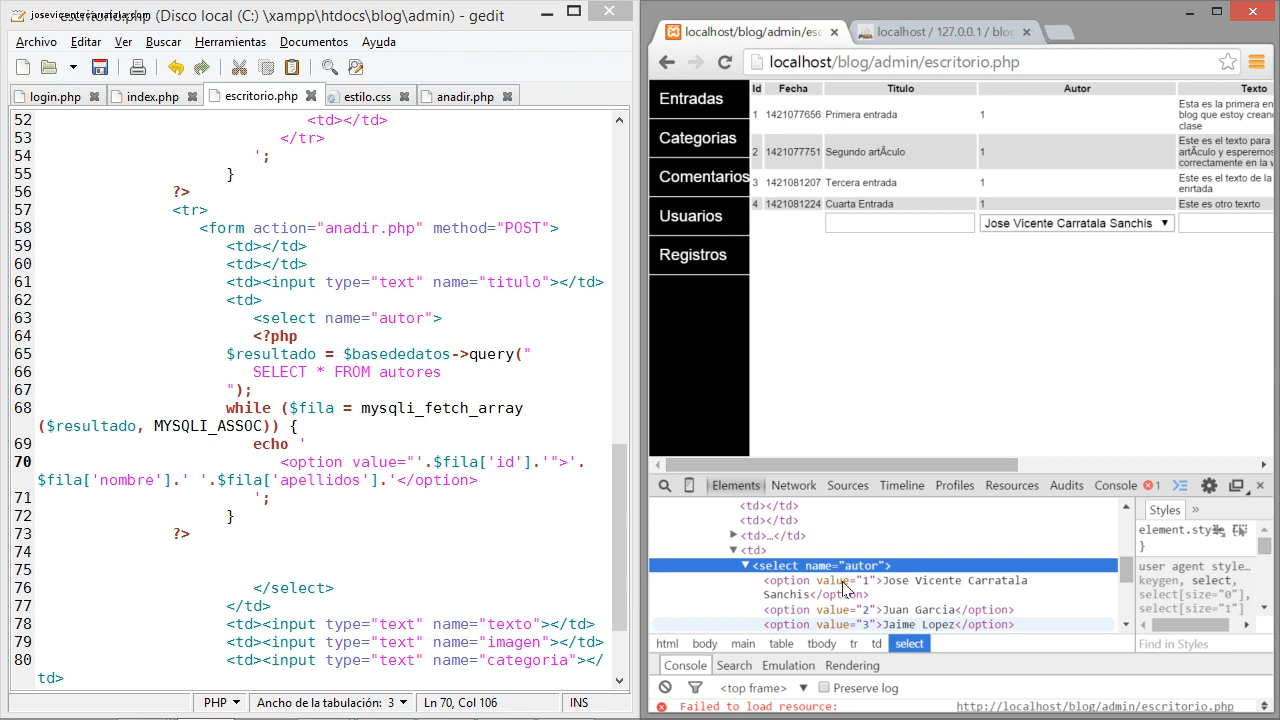 escritorio.php (Disco local (C:) \xampp\htdocs\blog\admin) - gedit
josevicentecarratala.com
Archivo Editar Ver Buscar Herramientas Documentos Ayuda
login.php index.php escritorio.php estilo.css anadir.php
52 <td></td>
53 </tr>
54 ';
55 }
56 ?>
57 <tr>
58 <form action="anadir.php" method="POST">
59 <td></td>
60 <td></td>
61 <td><input type="text" name="titulo"></td>
62 <td>
63 <select name="autor">
64 <?php
65 $resultado = $basededatos->query("
66 SELECT * FROM autores
67 ");
68 while ($fila = mysqli_fetch_array
($resultado, MYSQLI_ASSOC)) {
69 echo '
70 <option value="'.$fila['id'].'">'.
$fila['nombre'].' '.$fila['apellidos'].'</option>
71 ';
72 }
73 ?>
74
75
76 </select>
77 </td>
78 <td><input type="text" name="texto"></td>
79 <td><input type="text" name="imagen"></td>
80 <td><input type="text" name="categoria"></
td>
PHP Ancho de la tabulación: 3 Ln 70, Col 106 INS
localhost/blog/admin/esc localhost / 127.0.0.1 / blog
localhost/blog/admin/escritorio.php
Entradas
Categorias
Comentarios
Usuarios
Registros
Id Fecha Titulo Autor Texto
1 1421077656 Primera entrada 1 Esta es la primera en
blog que estoy crean
clase
2 1421077751 Segundo artÃculo 1 Este es el texto para
artÃculo y esperemos
correctamente en la w
3 1421081207 Tercera entrada 1 Este es el texto de la
enrtada
4 1421081224 Cuarta Entrada 1 Este es otro texrto
Jose Vicente Carratala Sanchis
Elements Network Sources Timeline Profiles Resources Audits Console 1
<td></td>
<td></td>
<td>…</td>
<td>
<select name="autor">
<option value="1">Jose Vicente Carratala
Sanchis</option>
<option value="2">Juan Garcia</option>
<option value="3">Jaime Lopez</option>
html body main table tbody tr td select
Styles »
element.style {
}
user agent style…
keygen, select,
select[size="0"],
select[size="1"]
Find in Styles
Console Search Emulation Rendering
<top frame> Preserve log
Failed to load resource: http://localhost/blog/admin/escritorio.php